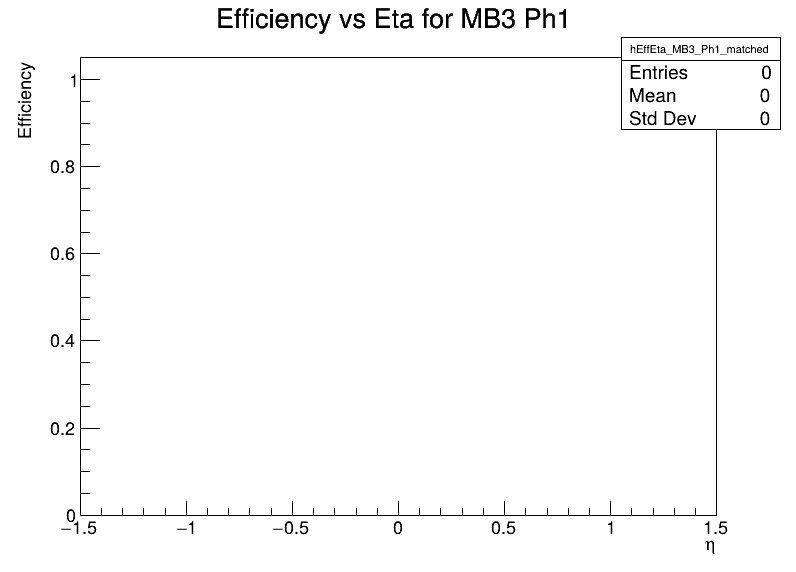 Efficiency vs Eta for MB3 Ph1
hEffEta_MB3_Ph1_matched
Entries 0
Mean 0
Std Dev 0
Efficiency
1
0.8
0.6
0.4
0.2
0
−1.5 −1 −0.5 0 0.5 1 1.5
η